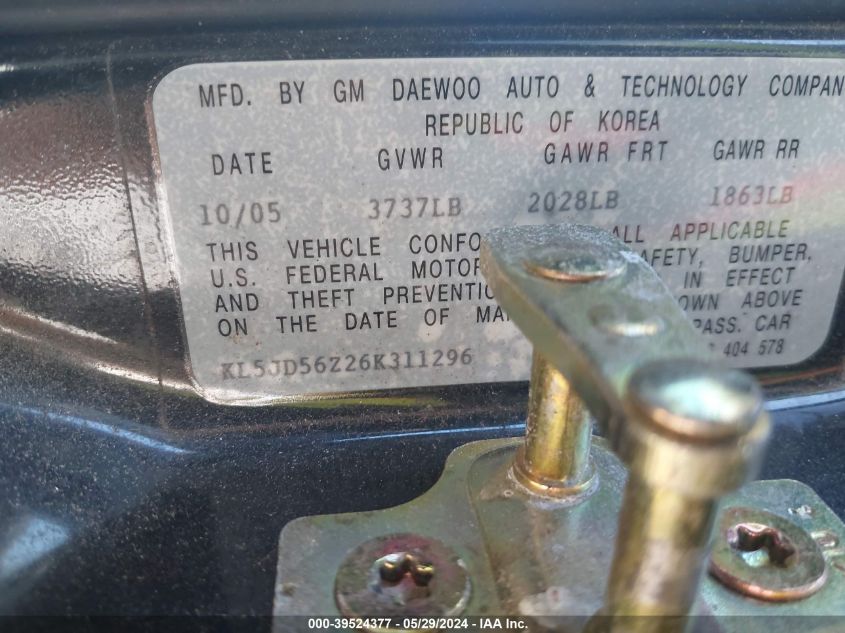 MFD. BY GM DAEWOO AUTO & TECHNOLOGY COMPAN
REPUBLIC OF KOREA
DATE GVWR GAWR FRT GAWR RR
10/05 3737LB 2028LB 1863LB
THIS VEHICLE CONFO ALL APPLICABLE
U.S. FEDERAL MOTOR AFETY, BUMPER,
AND THEFT PREVENTIO IN EFFECT
ON THE DATE OF MA OWN ABOVE
PASS. CAR
KL5JD56Z26K311296 404 578
000-39524377 - 05/29/2024 - IAA Inc.